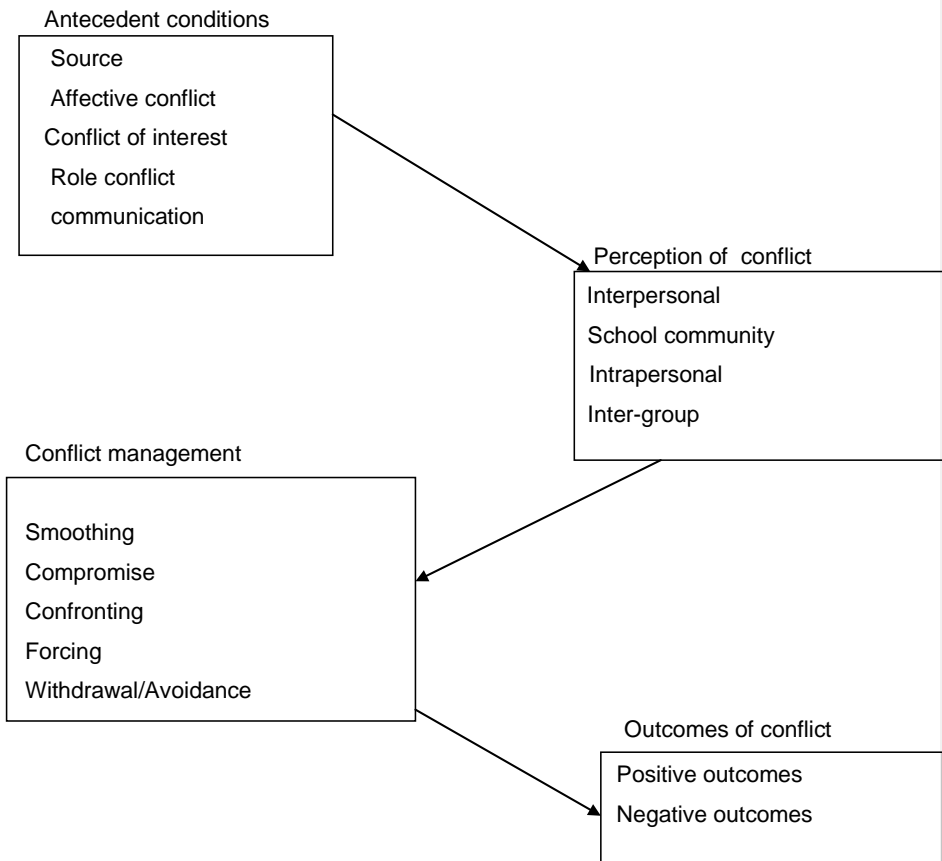 Antecedent conditions
Source
Affective conflict
Conflict of interest
Role conflict
communication
Perception of conflict
Interpersonal
School community
Intrapersonal
Inter-group
Conflict management
Smoothing
Compromise
Confronting
Forcing
Withdrawal/Avoidance
Outcomes of conflict
Positive outcomes
Negative outcomes